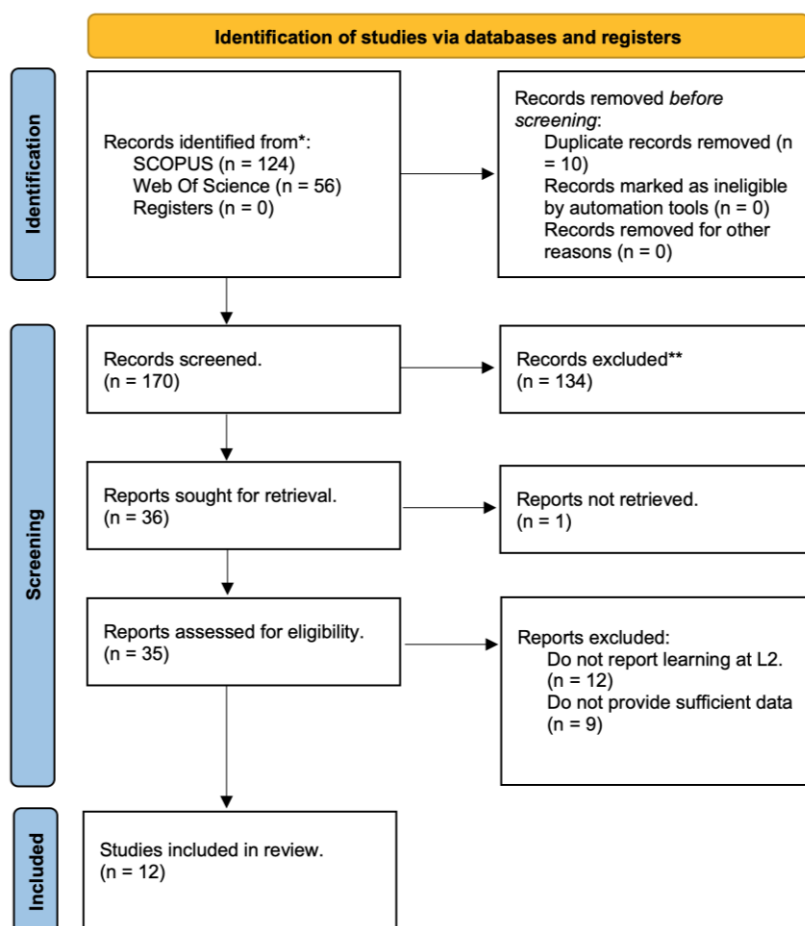 Identification of studies via databases and registers
Identification
Records identified from*:
SCOPUS (n = 124)
Web Of Science (n = 56)
Registers (n = 0)
Records removed before
screening:
Duplicate records removed (n
= 10)
Records marked as ineligible
by automation tools (n = 0)
Records removed for other
reasons (n = 0)
Screening
Records screened.
(n = 170)
Records excluded**
(n = 134)
Reports sought for retrieval.
(n = 36)
Reports not retrieved.
(n = 1)
Reports assessed for eligibility.
(n = 35)
Reports excluded:
Do not report learning at L2.
(n = 12)
Do not provide sufficient data
(n = 9)
Included
Studies included in review.
(n = 12)